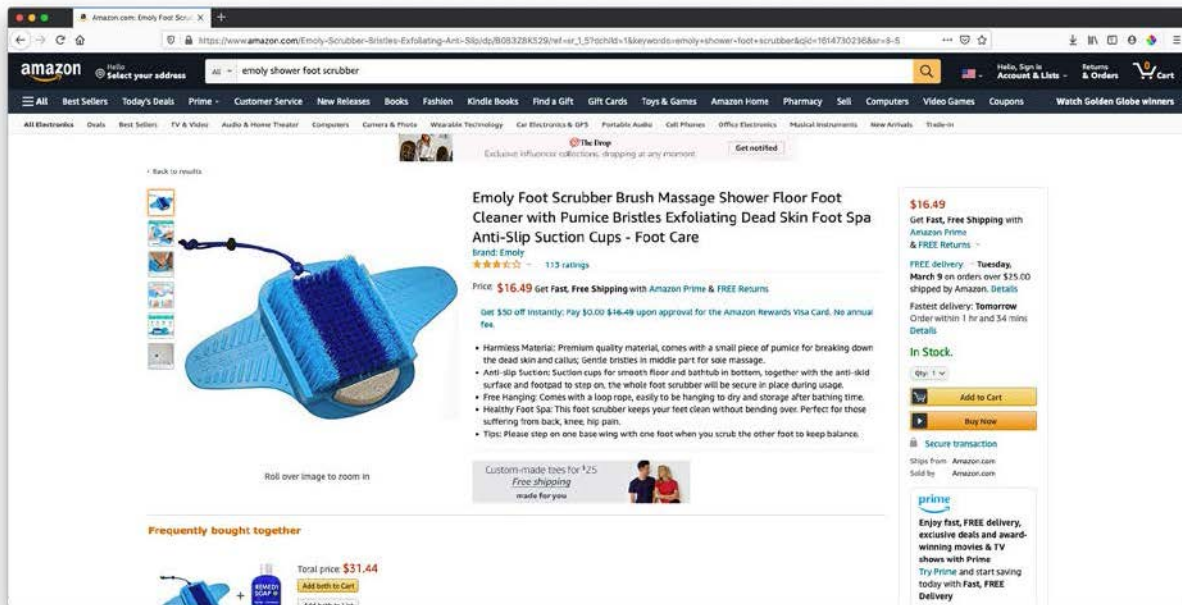 Amazon.com: Emoly Foot Scru
https://www.amazon.com/Emoly-Scrubber-Bristles-Exfoliating-Anti-Slip/dp/
amazon
Hello
Select your address
All
emoly shower foot scrubber
Hello, Sign in
Account & Lists
Returns
& Orders
0
Cart
All Best Sellers Today's Deals Prime Customer Service New Releases Books Fashion Kindle Books Find a Gift Gift Cards Toys & Games Amazon Home Pharmacy Sell Computers Video Games Coupons Watch Golden Globe winners
All Electronics Deals Best Sellers TV & Video Audio & Home Theater Computers Camera & Photo Wearable Technology Car Electronics & GPS Portable Audio Cell Phones Office Electronics Musical Instruments New Arrivals Trade-In
The Drop
Exclusive influencer collections, dropping at any moment
Get notified
‹ Back to results
Emoly Foot Scrubber Brush Massage Shower Floor Foot
Cleaner with Pumice Bristles Exfoliating Dead Skin Foot Spa
Anti-Slip Suction Cups - Foot Care
Brand: Emoly
113 ratings
Price: $16.49 Get Fast, Free Shipping with Amazon Prime & FREE Returns
Get $50 off instantly: Pay $0.00 $16.49 upon approval for the Amazon Rewards Visa Card. No annual
fee.
• Harmless Material: Premium quality material, comes with a small piece of pumice for breaking down
the dead skin and callus; Gentle bristles in middle part for sole massage.
• Anti-slip Suction: Suction cups for smooth floor and bathtub in bottom, together with the anti-skid
surface and footpad to step on, the whole foot scrubber will be secure in place during usage.
• Free Hanging: Comes with a loop rope, easily to be hanging to dry and storage after bathing time.
• Healthy Foot Spa: This foot scrubber keeps your feet clean without bending over. Perfect for those
suffering from back, knee, hip pain.
• Tips: Please step on one base wing with one foot when you scrub the other foot to keep balance.
Roll over image to zoom in
Custom-made tees for $25
Free shipping
made for you
$16.49
Get Fast, Free Shipping with
Amazon Prime
& FREE Returns
FREE delivery: Tuesday,
March 9 on orders over $25.00
shipped by Amazon. Details
Fastest delivery: Tomorrow
Order within 1 hr and 34 mins
Details
In Stock.
Qty: 1
Add to Cart
Buy Now
Secure transaction
Ships from Amazon.com
Sold by Amazon.com
prime
Enjoy fast, FREE delivery,
exclusive deals and award-
winning movies & TV
shows with Prime
Try Prime and start saving
today with Fast, FREE
Delivery
Frequently bought together
Total price: $31.44
Add both to Cart
Add both to List
+
REMEDY
SOAP